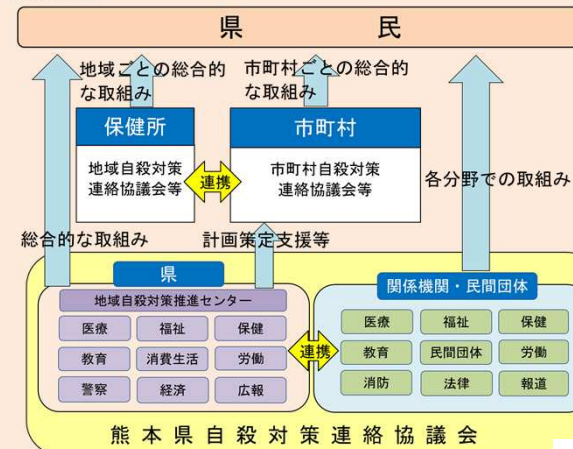 県民
地域ごとの総合的
な取組み
市町村ごとの総合的
な取組み
保健所
地域自殺対策
連絡協議会等
連携
市町村
市町村自殺対策
連絡協議会等
各分野での取組み
総合的な取組み
計画策定支援等
県
地域自殺対策推進センター
医療 福祉 保健
教育 消費生活 労働
警察 経済 広報
連携
関係機関・民間団体
医療 福祉 保健
教育 民間団体 労働
消防 法律 報道
熊本県自殺対策連絡協議会